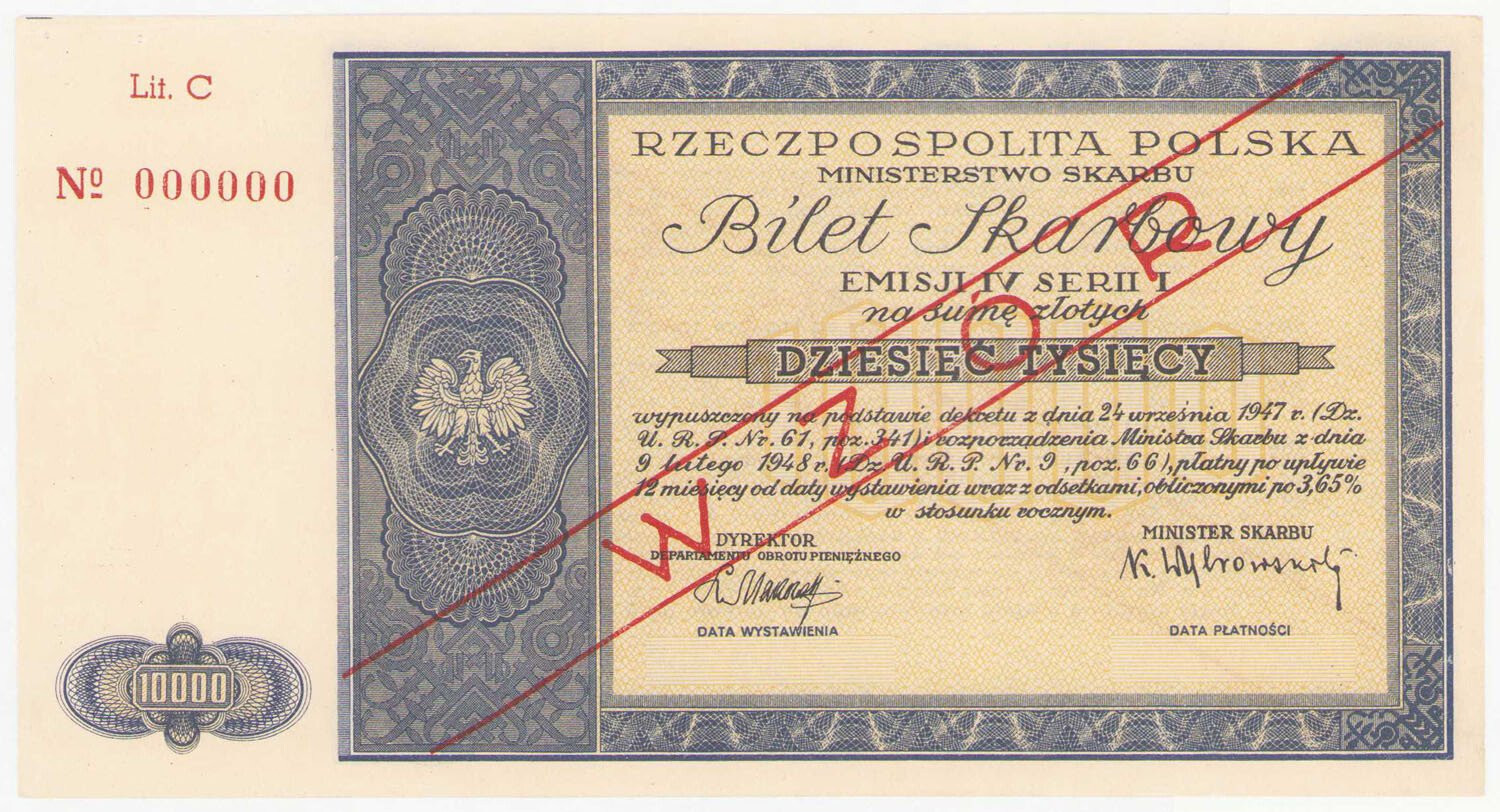 Lit. C
Nº 000000
10000
RZECZPOSPOLITA POLSKA
MINISTERSTWO SKARBU
Bilet Skarbowy
EMISJI IV SERII I
na sumę złotych
DZIESIĘĆ TYSIĘCY
wypuszczony na podstawie dekretu z dnia 24 września 1947 r. (Dz.
U. R. P. Nr. 61, poz. 341) i rozporządzenia Ministra Skarbu z dnia
9 lutego 1948 r. (Dz. U. R. P. Nr. 9, poz. 66), płatny po upływie
12 miesięcy od daty wystawienia wraz z odsetkami, obliczonymi po 3,65%
w stosunku rocznym.
DYREKTOR
DEPARTAMENTU OBROTU PIENIĘŻNEGO
MINISTER SKARBU
DATA WYSTAWIENIA
DATA PŁATNOŚCI
WZÓR